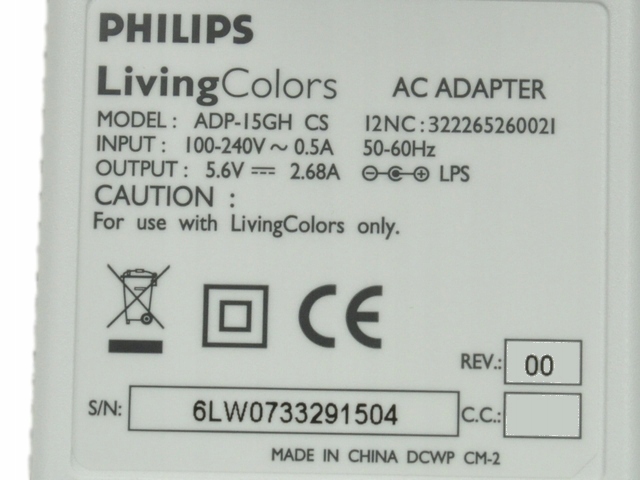 PHILIPS
LivingColors AC ADAPTER
MODEL : ADP-15GH CS 12NC : 322265260021
INPUT : 100-240V ~ 0.5A 50-60Hz
OUTPUT : 5.6V ⎓ 2.68A LPS
CAUTION :
For use with LivingColors only.
CE
REV.: 00
S/N: 6LW0733291504 C.C.:
MADE IN CHINA DCWP CM-2